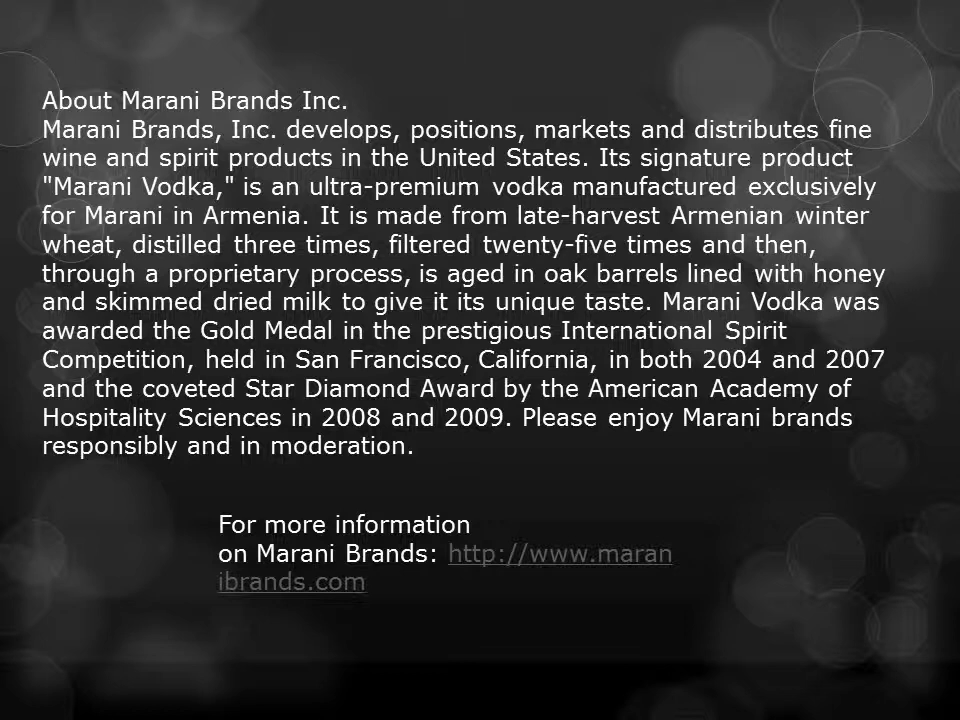 About Marani Brands Inc.
Marani Brands, Inc. develops, positions, markets and distributes fine
wine and spirit products in the United States. Its signature product
"Marani Vodka," is an ultra-premium vodka manufactured exclusively
for Marani in Armenia. It is made from late-harvest Armenian winter
wheat, distilled three times, filtered twenty-five times and then,
through a proprietary process, is aged in oak barrels lined with honey
and skimmed dried milk to give it its unique taste. Marani Vodka was
awarded the Gold Medal in the prestigious International Spirit
Competition, held in San Francisco, California, in both 2004 and 2007
and the coveted Star Diamond Award by the American Academy of
Hospitality Sciences in 2008 and 2009. Please enjoy Marani brands
responsibly and in moderation.
For more information
on Marani Brands: http://www.maran
ibrands.com